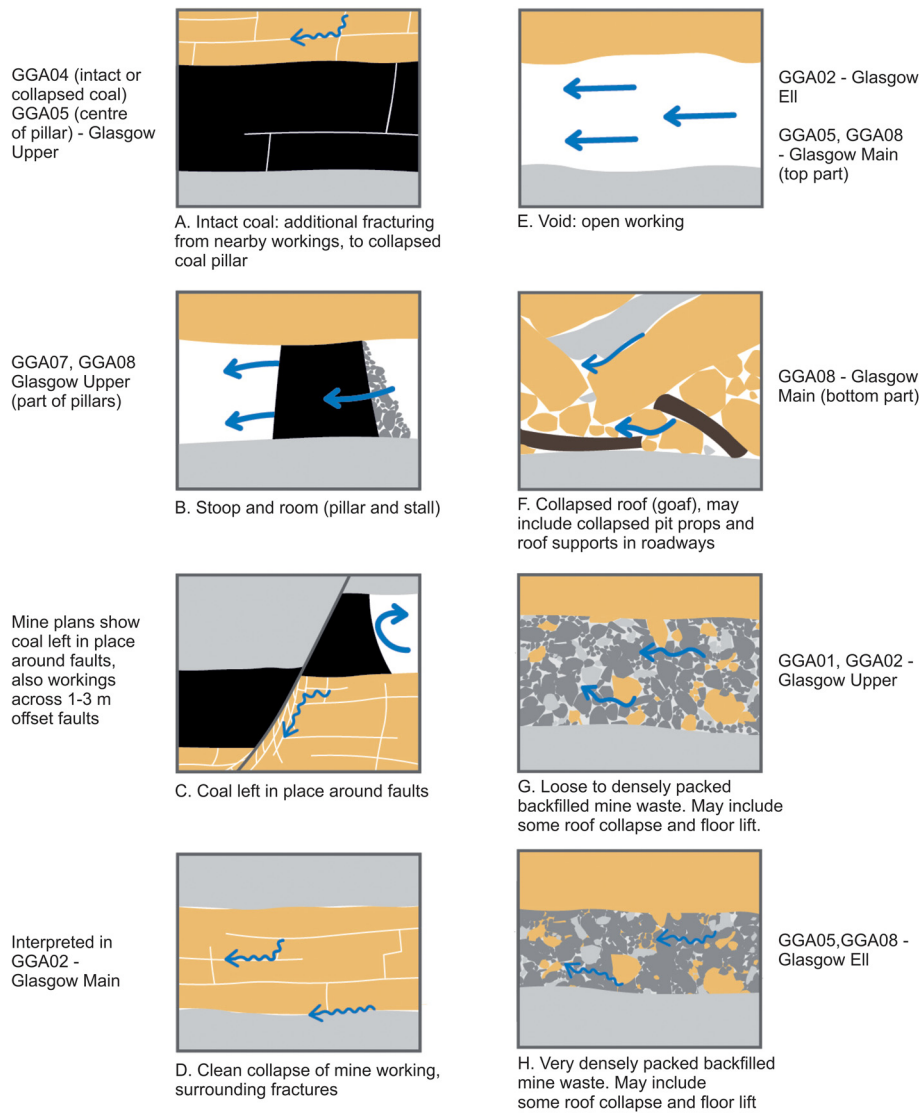 GGA04 (intact or
collapsed coal)
GGA05 (centre
of pillar) - Glasgow
Upper
A. Intact coal: additional fracturing
from nearby workings, to collapsed
coal pillar
GGA02 - Glasgow
Ell
GGA05, GGA08
- Glasgow Main
(top part)
E. Void: open working
GGA07, GGA08
Glasgow Upper
(part of pillars)
B. Stoop and room (pillar and stall)
GGA08 - Glasgow
Main (bottom part)
F. Collapsed roof (goaf), may
include collapsed pit props and
roof supports in roadways
Mine plans show
coal left in place
around faults,
also workings
across 1-3 m
offset faults
C. Coal left in place around faults
GGA01, GGA02 -
Glasgow Upper
G. Loose to densely packed
backfilled mine waste. May include
some roof collapse and floor lift.
Interpreted in
GGA02 -
Glasgow Main
D. Clean collapse of mine working,
surrounding fractures
GGA05,GGA08 -
Glasgow Ell
H. Very densely packed backfilled
mine waste. May include
some roof collapse and floor lift